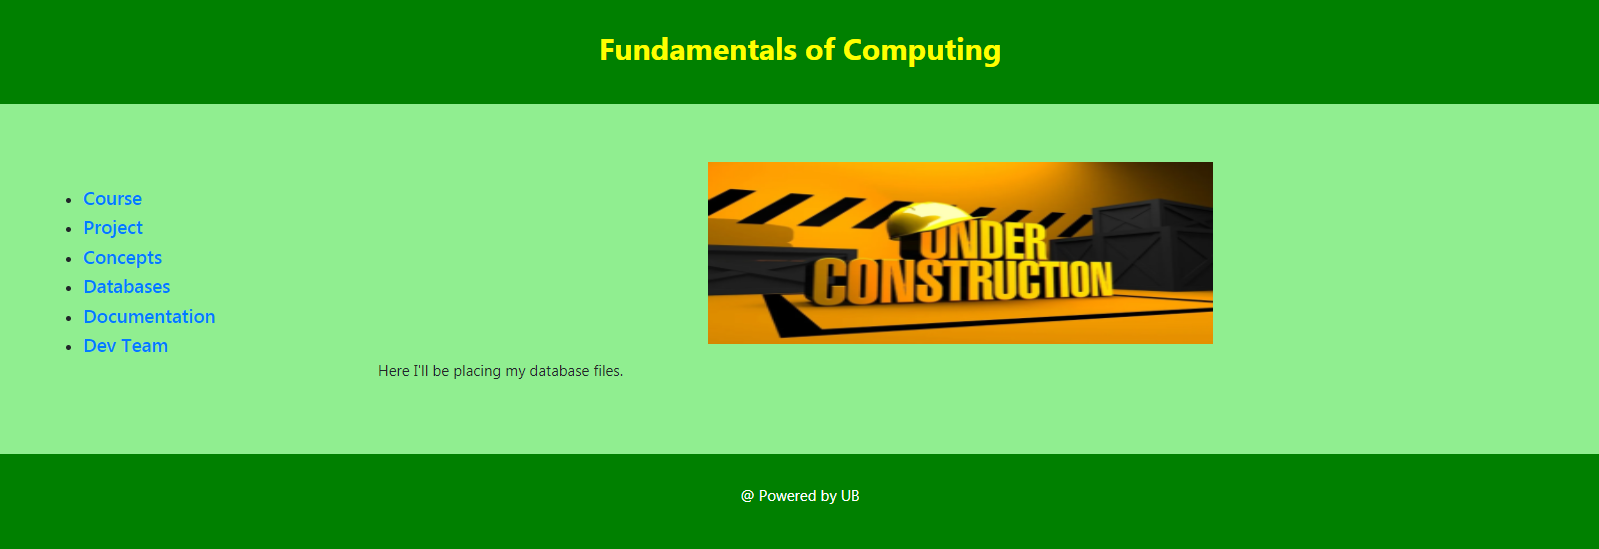 Fundamentals of Computing
Course
Project
Concepts
Databases
Documentation
Dev Team
UNDER
CONSTRUCTION
Here I'll be placing my database files.
@ Powered by UB